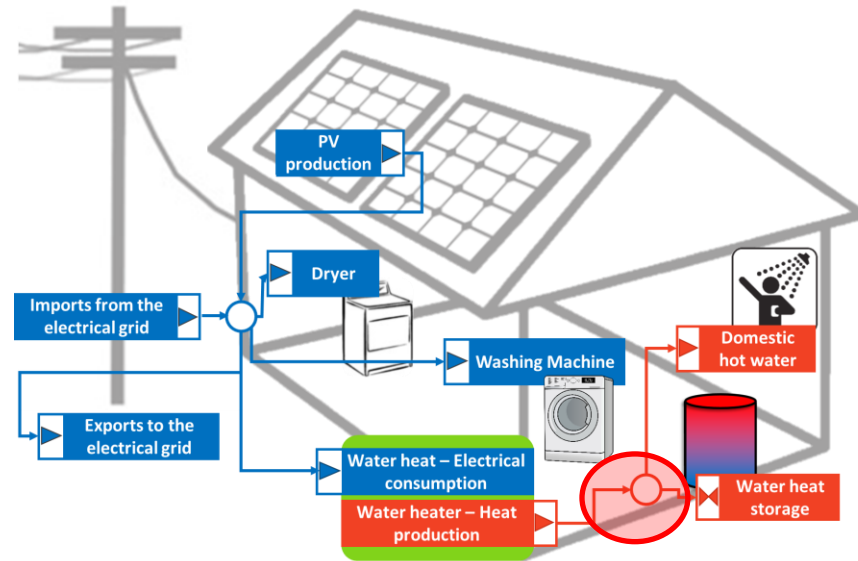 PV
production
Dryer
Imports from the
electrical grid
Domestic
hot water
Washing Machine
Exports to the
electrical grid
Water heat – Electrical
consumption
Water heat
storage
Water heater – Heat
production